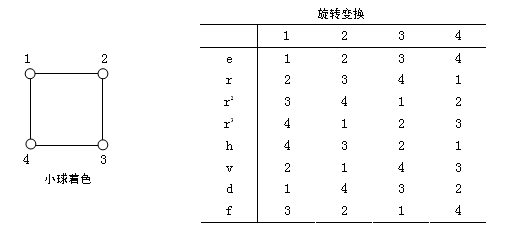 旋转变换
1 2 3 4
e 1 2 3 4
r 2 3 4 1
r² 3 4 1 2
r³ 4 1 2 3
h 4 3 2 1
v 2 1 4 3
d 1 4 3 2
f 3 2 1 4
1 2
4 3
小球着色